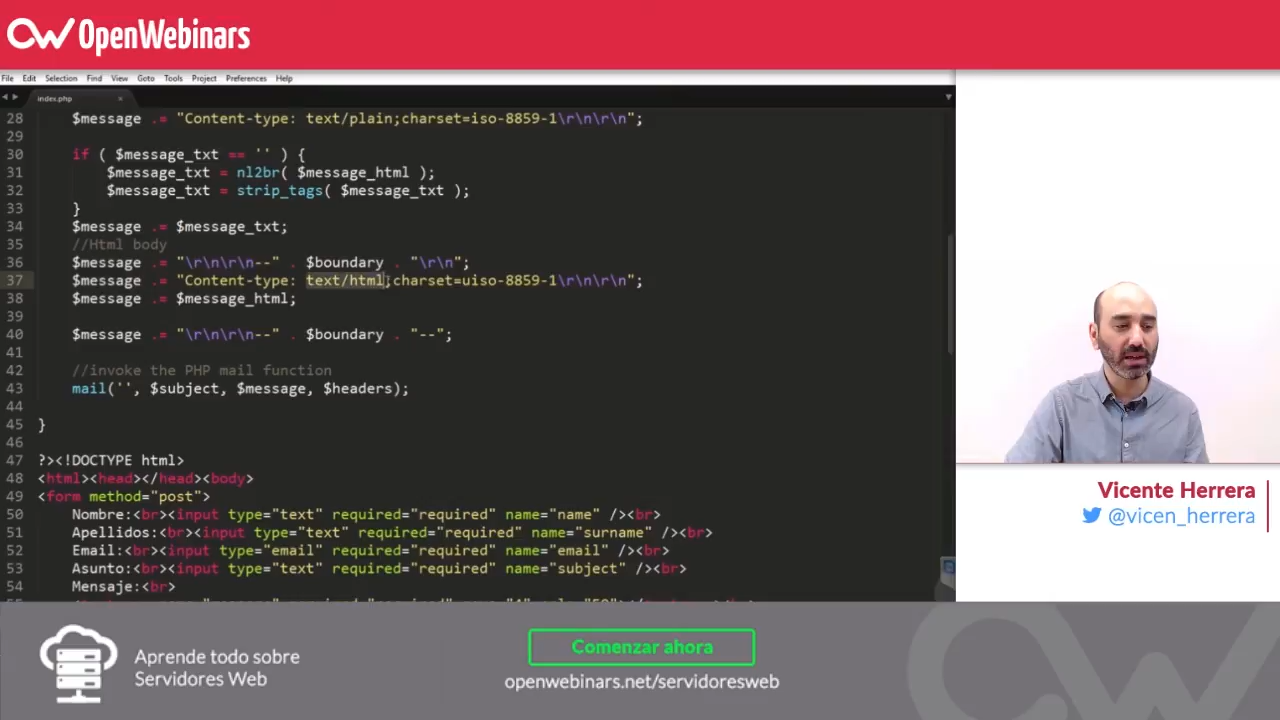 OpenWebinars
File Edit Selection Find View Goto Tools Project Preferences Help
index.php ×
28 $message .= "Content-type: text/plain;charset=iso-8859-1\r\n\r\n";
29
30 if ( $message_txt == '' ) {
31 $message_txt = nl2br( $message_html );
32 $message_txt = strip_tags( $message_txt );
33 }
34 $message .= $message_txt;
35 //Html body
36 $message .= "\r\n\r\n--" . $boundary . "\r\n";
37 $message .= "Content-type: text/html;charset=uiso-8859-1\r\n\r\n";
38 $message .= $message_html;
39
40 $message .= "\r\n\r\n--" . $boundary . "--";
41
42 //invoke the PHP mail function
43 mail('', $subject, $message, $headers);
44
45 }
46
47 ?><!DOCTYPE html>
48 <html><head></head><body>
49 <form method="post">
50 Nombre:<br><input type="text" required="required" name="name" /><br>
51 Apellidos:<br><input type="text" required="required" name="surname" /><br>
52 Email:<br><input type="email" required="required" name="email" /><br>
53 Asunto:<br><input type="text" required="required" name="subject" /><br>
54 Mensaje:<br>
Vicente Herrera
@vicen_herrera
Aprende todo sobre
Servidores Web
Comenzar ahora
openwebinars.net/servidoresweb